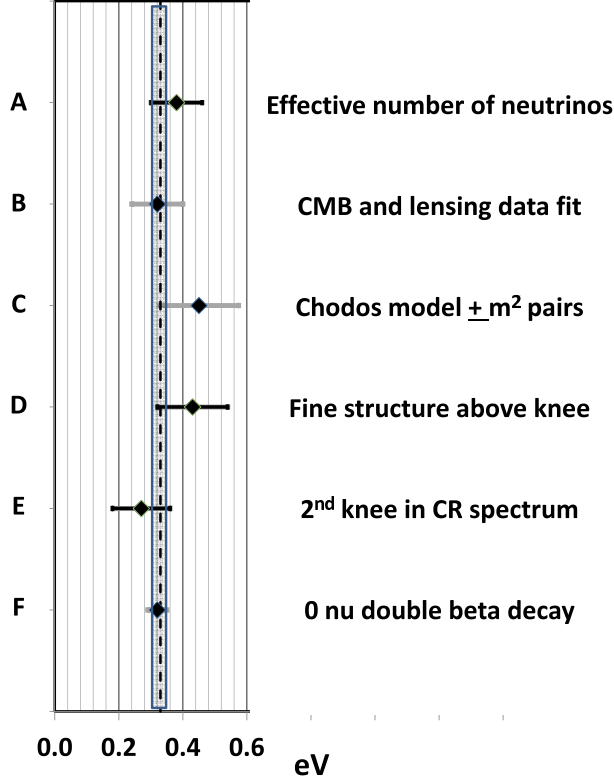 A Effective number of neutrinos
B CMB and lensing data fit
C Chodos model ± m² pairs
D Fine structure above knee
E 2nd knee in CR spectrum
F 0 nu double beta decay
0.0 0.2 0.4 0.6
eV